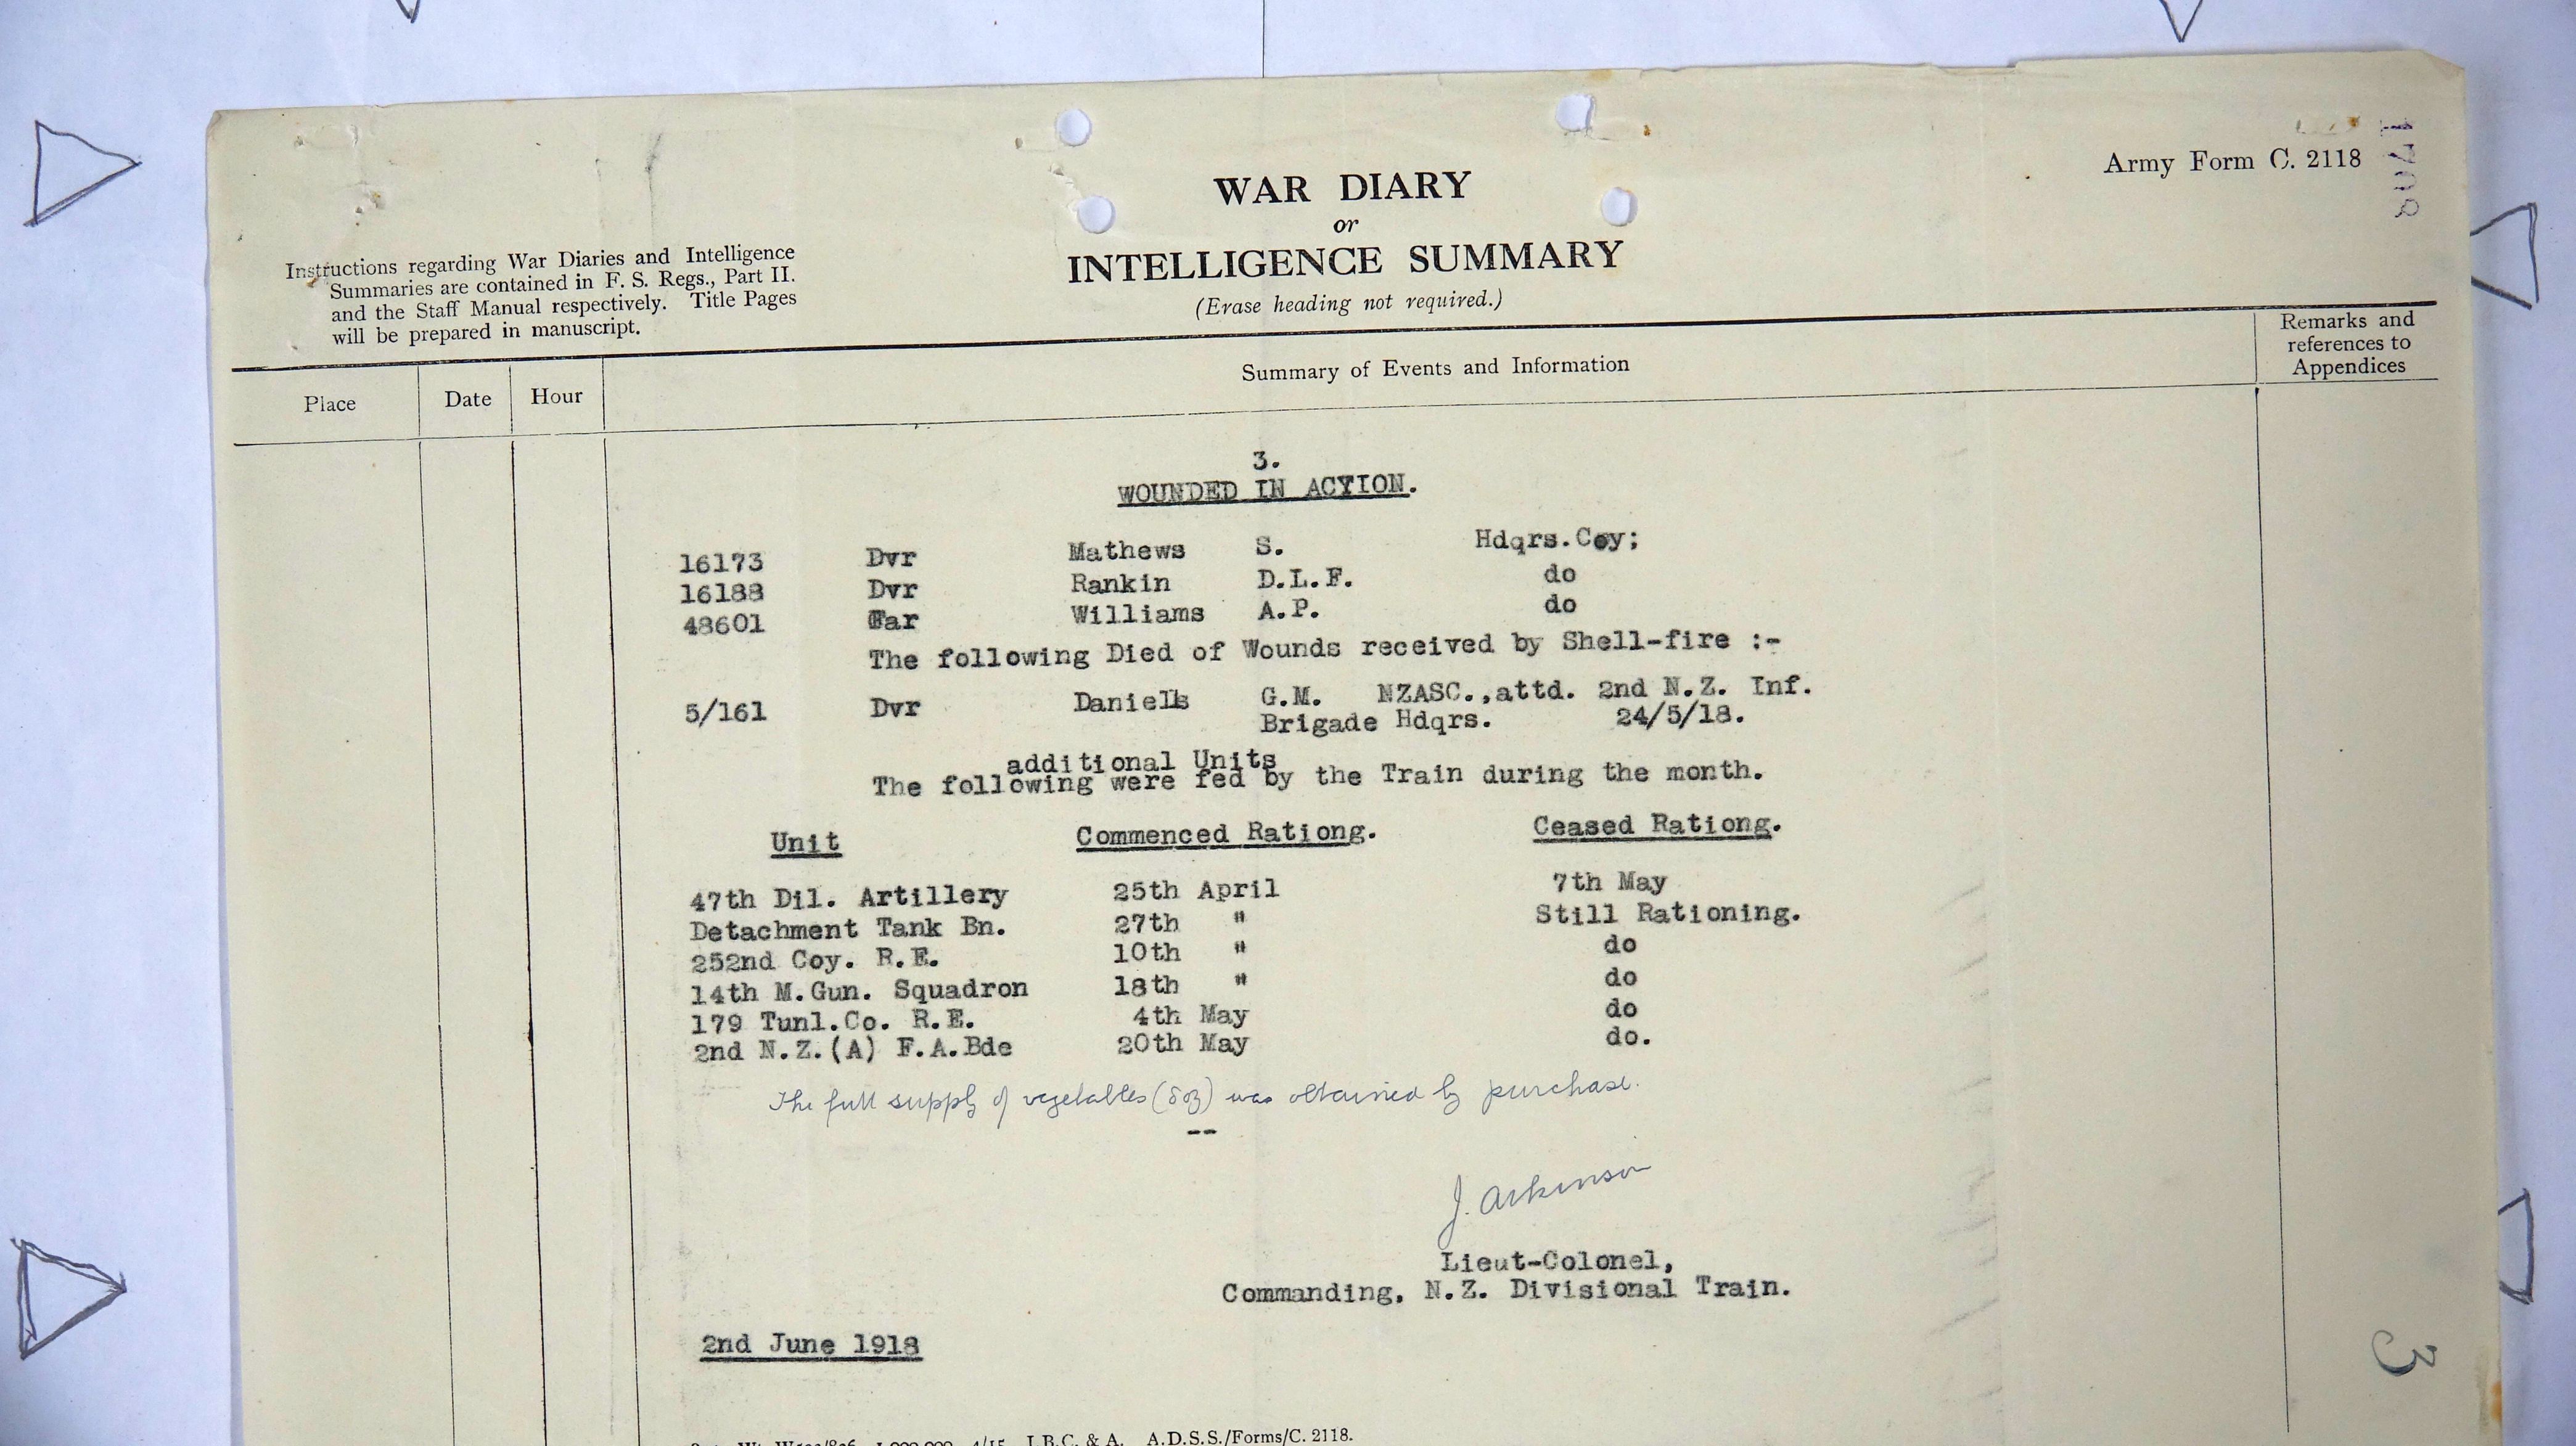 Army Form C. 2118
WAR DIARY
or
INTELLIGENCE SUMMARY
(Erase heading not required.)
Instructions regarding War Diaries and Intelligence
Summaries are contained in F. S. Regs., Part II.
and the Staff Manual respectively. Title Pages
will be prepared in manuscript.
Place Date Hour Summary of Events and Information Remarks and
references to
Appendices
3.
WOUNDED IN ACTION.
16173 Dvr Mathews S. Hdqrs.Coy;
16188 Dvr Rankin D.L.F. do
48601 Far Williams A.P. do
The following Died of Wounds received by Shell-fire :-
5/161 Dvr Daniells G.M. NZASC.,attd. 2nd N.Z. Inf.
Brigade Hdqrs. 24/5/18.
additional Units
The following were fed by the Train during the month.
Unit Commenced Rationg. Ceased Rationg.
47th Dil. Artillery 25th April 7th May
Detachment Tank Bn. 27th " Still Rationing.
252nd Coy. R.E. 10th " do
14th M.Gun. Squadron 18th " do
179 Tunl.Co. R.E. 4th May do
2nd N.Z.(A) F.A.Bde 20th May do.
The full supply of vegetables (8oz) was obtained by purchase.
--
J. Atkinson
Lieut-Colonel,
Commanding, N.Z. Divisional Train.
2nd June 1918
3
4/15 J.B.C. & A. A.D.S.S./Forms/C. 2118.